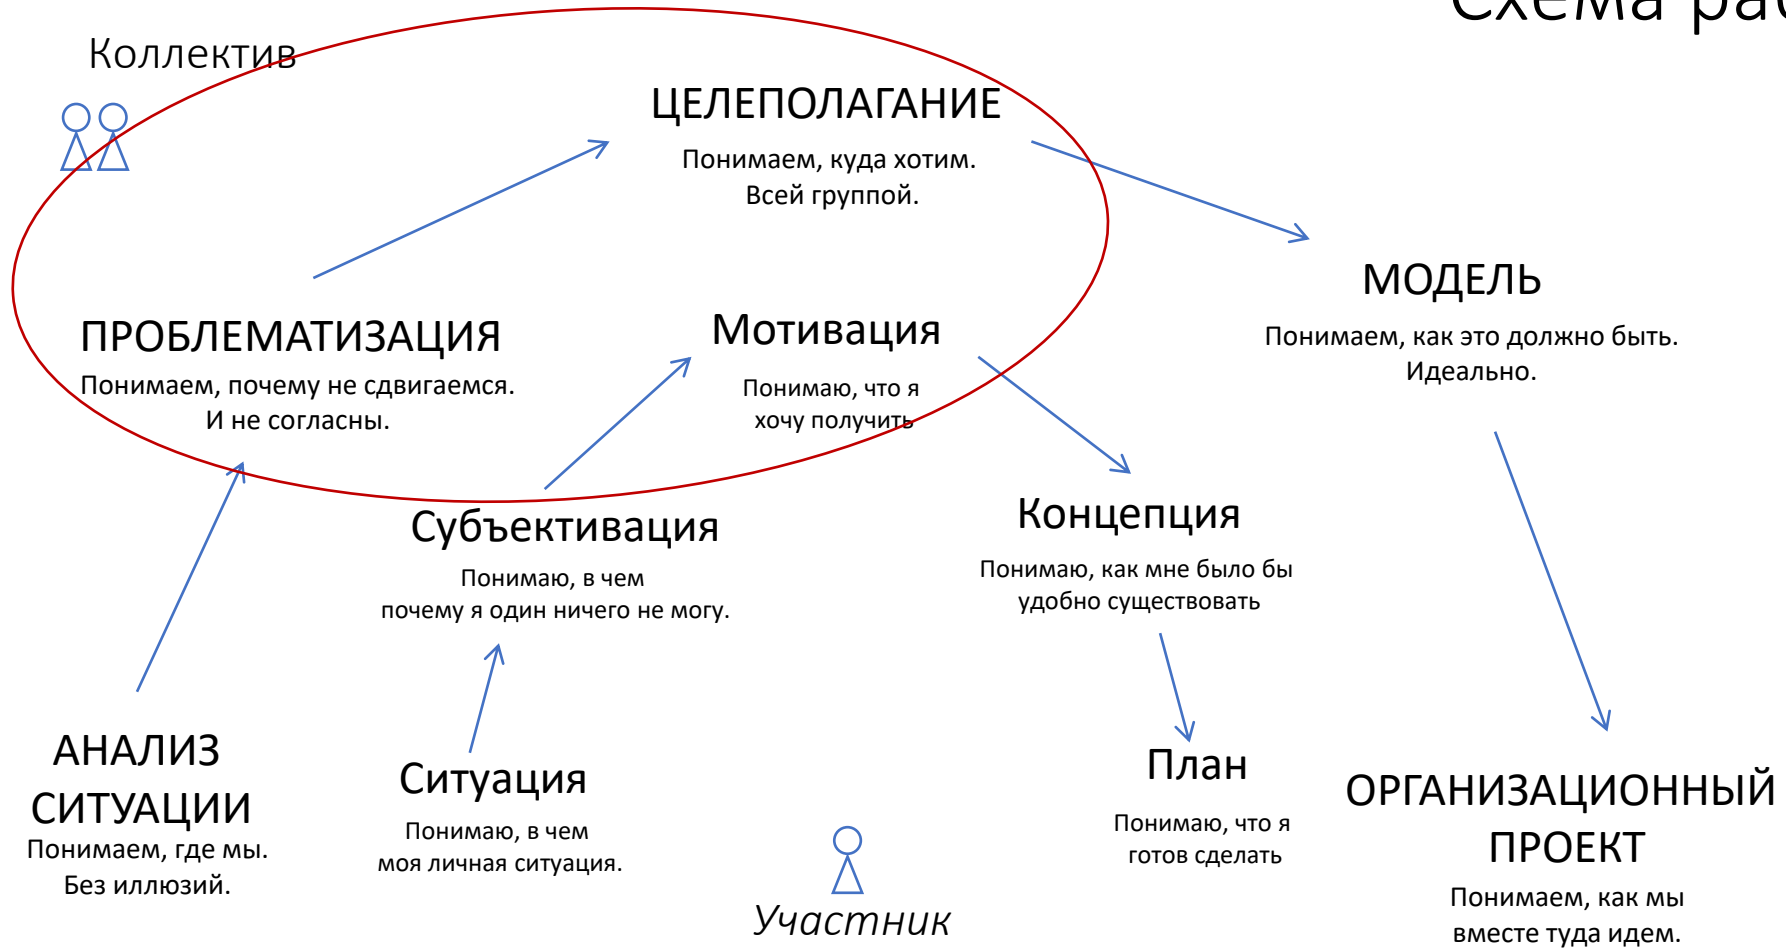 Схема
Коллектив
ЦЕЛЕПОЛАГАНИЕ
Понимаем, куда хотим.
Всей группой.
МОДЕЛЬ
Понимаем, как это должно быть.
Идеально.
ПРОБЛЕМАТИЗАЦИЯ
Понимаем, почему не сдвигаемся.
И не согласны.
Мотивация
Понимаю, что я
хочу получить
Субъективация
Понимаю, в чем
почему я один ничего не могу.
Концепция
Понимаю, как мне было бы
удобно существовать
АНАЛИЗ
СИТУАЦИИ
Понимаем, где мы.
Без иллюзий.
Ситуация
Понимаю, в чем
моя личная ситуация.
Участник
План
Понимаю, что я
готов сделать
ОРГАНИЗАЦИОННЫЙ
ПРОЕКТ
Понимаем, как мы
вместе туда идем.